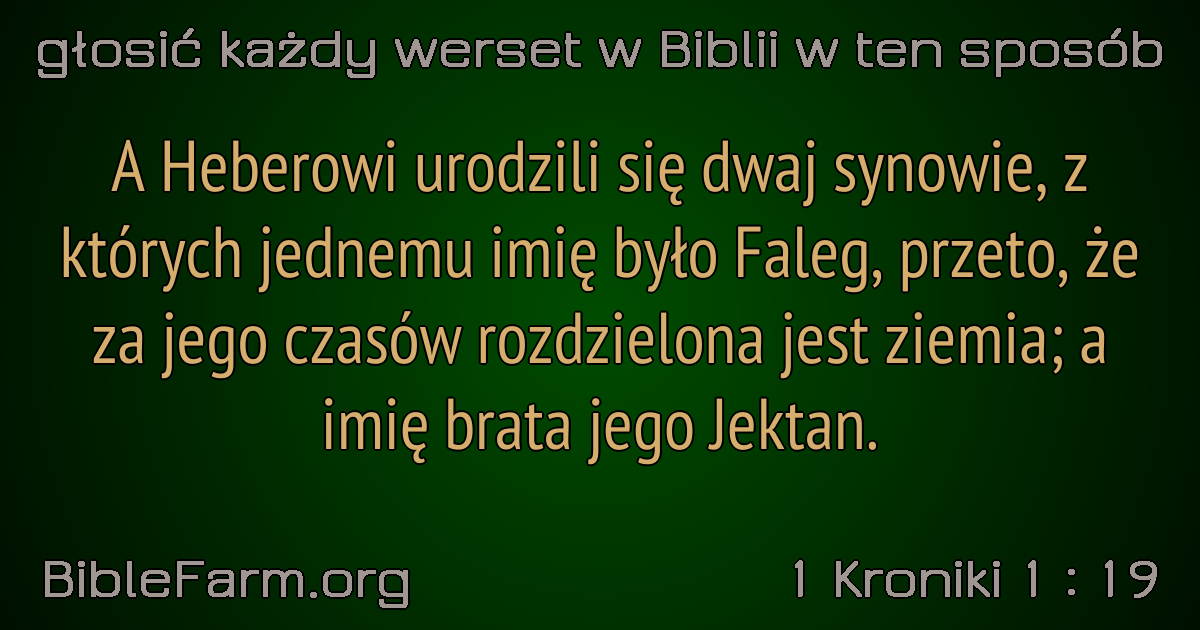 głosić każdy werset w Biblii w ten sposób
A Heberowi urodzili się dwaj synowie, z
których jednemu imię było Faleg, przeto, że
za jego czasów rozdzielona jest ziemia; a
imię brata jego Jektan.
BibleFarm.org
1 Kroniki 1 : 19